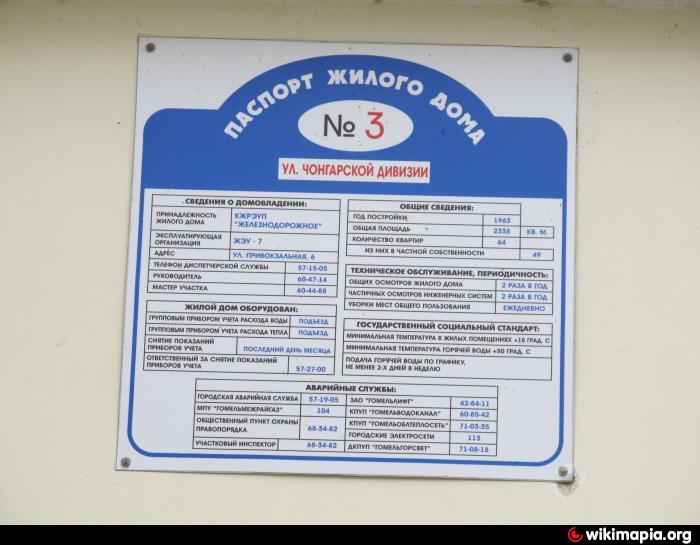 ПАСПОРТ ЖИЛОГО ДОМА
№ 3
УЛ. ЧОНГАРСКОЙ ДИВИЗИИ
СВЕДЕНИЯ О ДОМОВЛАДЕНИИ:
ПРИНАДЛЕЖНОСТЬ ЖИЛОГО ДОМА КЖРЭУП "ЖЕЛЕЗНОДОРОЖНОЕ"
ЭКСПЛУАТИРУЮЩАЯ ОРГАНИЗАЦИЯ ЖЭУ - 7
АДРЕС УЛ. ПРИВОКЗАЛЬНАЯ, 6
ТЕЛЕФОН ДИСПЕТЧЕРСКОЙ СЛУЖБЫ 57-15-05
РУКОВОДИТЕЛЬ 60-47-14
МАСТЕР УЧАСТКА 60-44-88
ЖИЛОЙ ДОМ ОБОРУДОВАН:
ГРУППОВЫМ ПРИБОРОМ УЧЕТА РАСХОДА ВОДЫ ПОДЪЕЗД
ГРУППОВЫМ ПРИБОРОМ УЧЕТА РАСХОДА ТЕПЛА ПОДЪЕЗД
СНЯТИЕ ПОКАЗАНИЙ ПРИБОРОВ УЧЕТА ПОСЛЕДНИЙ ДЕНЬ МЕСЯЦА
ОТВЕТСТВЕННЫЙ ЗА СНЯТИЕ ПОКАЗАНИЙ ПРИБОРОВ УЧЕТА 57-27-00
ОБЩИЕ СВЕДЕНИЯ:
ГОД ПОСТРОЙКИ 1963
ОБЩАЯ ПЛОЩАДЬ 2338 КВ. М.
КОЛИЧЕСТВО КВАРТИР 64
ИЗ НИХ В ЧАСТНОЙ СОБСТВЕННОСТИ 49
ТЕХНИЧЕСКОЕ ОБСЛУЖИВАНИЕ, ПЕРИОДИЧНОСТЬ:
ОБЩИХ ОСМОТРОВ ЖИЛОГО ДОМА 2 РАЗА В ГОД
ЧАСТИЧНЫХ ОСМОТРОВ ИНЖЕНЕРНЫХ СИСТЕМ 2 РАЗА В ГОД
УБОРКИ МЕСТ ОБЩЕГО ПОЛЬЗОВАНИЯ ЕЖЕДНЕВНО
ГОСУДАРСТВЕННЫЙ СОЦИАЛЬНЫЙ СТАНДАРТ:
МИНИМАЛЬНАЯ ТЕМПЕРАТУРА В ЖИЛЫХ ПОМЕЩЕНИЯХ +18 ГРАД. С
МИНИМАЛЬНАЯ ТЕМПЕРАТУРА ГОРЯЧЕЙ ВОДЫ +50 ГРАД. С
ПОДАЧА ГОРЯЧЕЙ ВОДЫ ПО ГРАФИКУ,
НЕ МЕНЕЕ 2-Х ДНЕЙ В НЕДЕЛЮ
АВАРИЙНЫЕ СЛУЖБЫ:
ГОРОДСКАЯ АВАРИЙНАЯ СЛУЖБА 57-19-05
МПУ "ГОМЕЛЬМЕЖРАЙГАЗ" 104
ОБЩЕСТВЕННЫЙ ПУНКТ ОХРАНЫ ПРАВОПОРЯДКА 68-34-82
УЧАСТКОВЫЙ ИНСПЕКТОР 68-34-82
ЗАО "ГОМЕЛЬЛИФТ" 42-84-11
КПУП "ГОМЕЛЬВОДОКАНАЛ" 60-85-42
КПУП "ГОМЕЛЬОБЛТЕПЛОСЕТЬ" 71-03-35
ГОРОДСКИЕ ЭЛЕКТРОСЕТИ 113
ДКПУП "ГОМЕЛЬГОРСВЕТ" 71-08-18
wikimapia.org